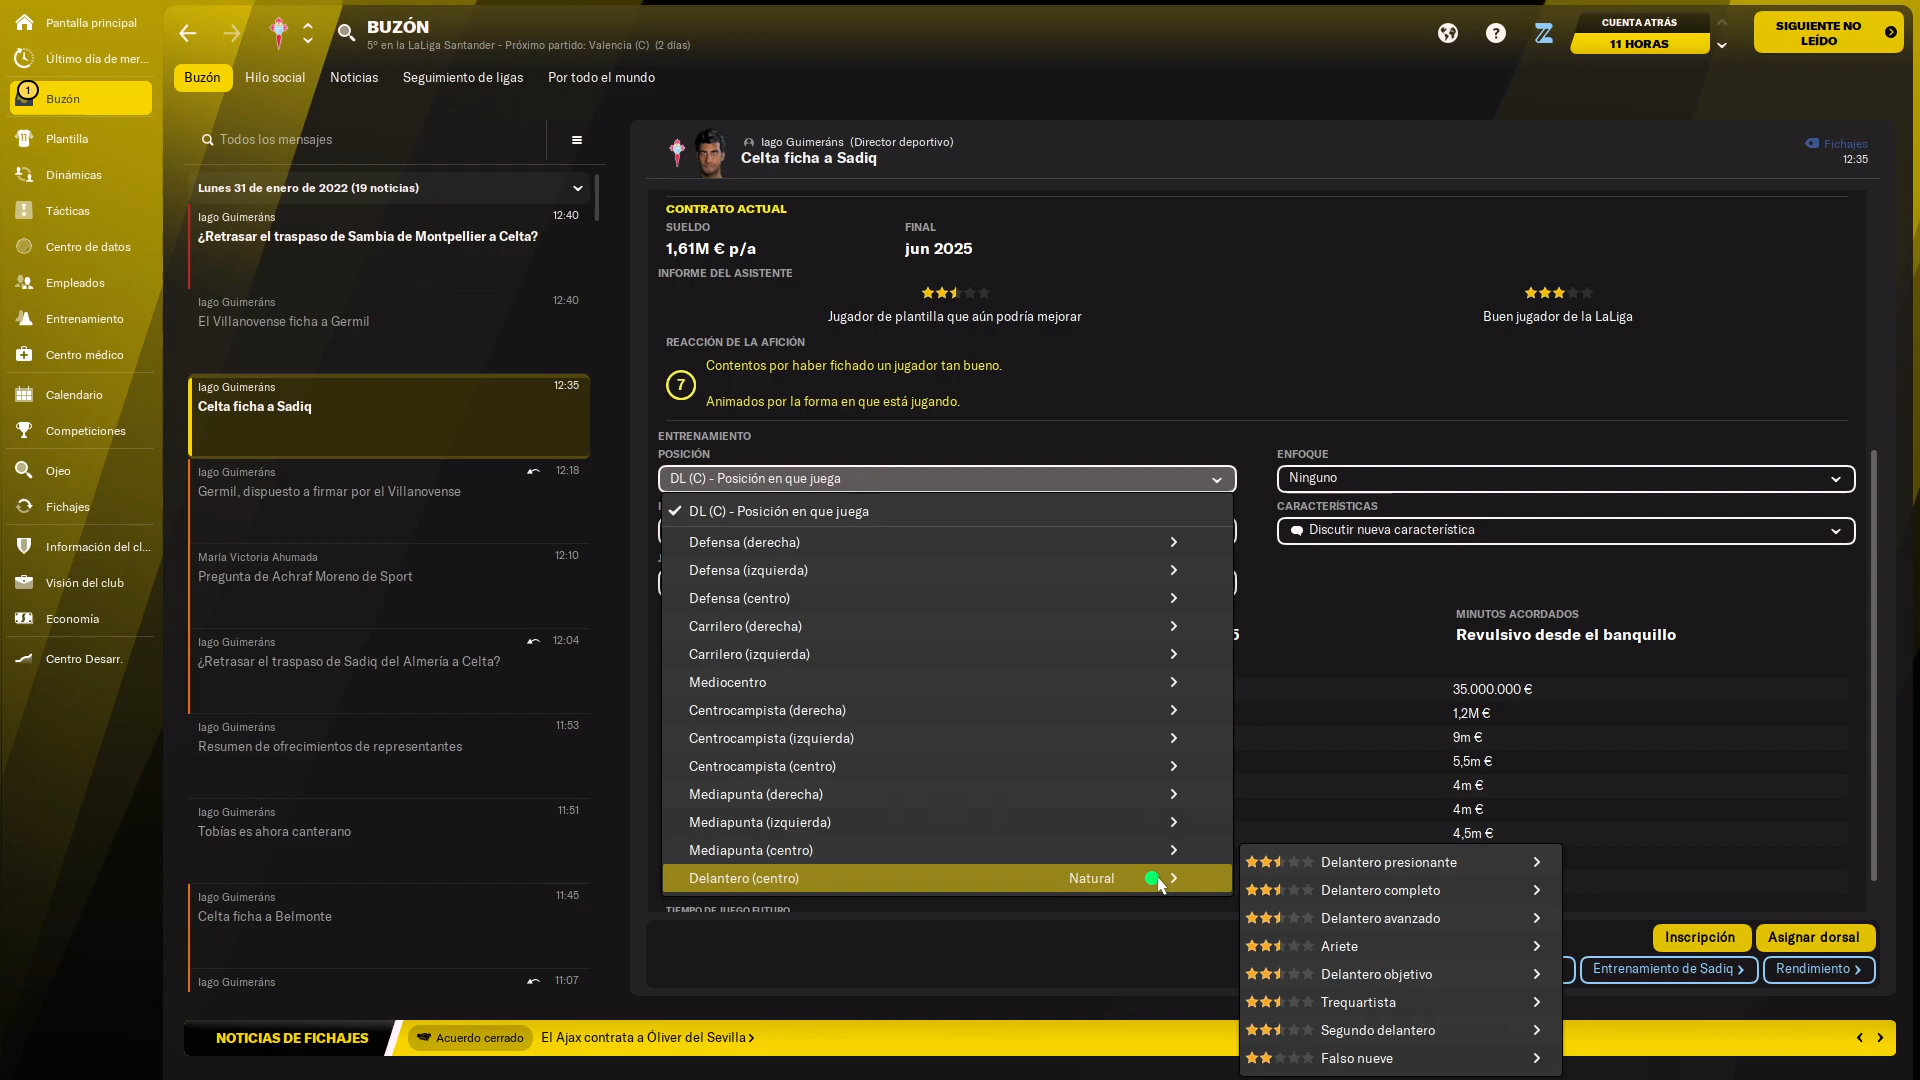 Pantalla principal
Último día de mer...
1
Buzón
Plantilla
Dinámicas
Tácticas
Centro de datos
Empleados
Entrenamiento
Centro médico
Calendario
Competiciones
Ojeo
Fichajes
Información del cl...
Visión del club
Economía
Centro Desarr.
BUZÓN
5º en la LaLiga Santander - Próximo partido: Valencia (C) (2 días)
CUENTA ATRÁS
11 HORAS
SIGUIENTE NO LEÍDO
Buzón
Hilo social
Noticias
Seguimiento de ligas
Por todo el mundo
Todos los mensajes
Lunes 31 de enero de 2022 (19 noticias)
Iago Guimeráns 12:40
¿Retrasar el traspaso de Sambia de Montpellier a Celta?
Iago Guimeráns 12:40
El Villanovense ficha a Germil
Iago Guimeráns 12:35
Celta ficha a Sadiq
Iago Guimeráns 12:18
Germil, dispuesto a firmar por el Villanovense
María Victoria Ahumada 12:10
Pregunta de Achraf Moreno de Sport
Iago Guimeráns 12:04
¿Retrasar el traspaso de Sadiq del Almería a Celta?
Iago Guimeráns 11:53
Resumen de ofrecimientos de representantes
Iago Guimeráns 11:51
Tobías es ahora canterano
Iago Guimeráns 11:45
Celta ficha a Belmonte
Iago Guimeráns 11:07
Iago Guimeráns (Director deportivo)
Celta ficha a Sadiq
Fichajes
12:35
CONTRATO ACTUAL
SUELDO
FINAL
1,61M € p/a
jun 2025
INFORME DEL ASISTENTE
Jugador de plantilla que aún podría mejorar
Buen jugador de la LaLiga
REACCIÓN DE LA AFICIÓN
7
Contentos por haber fichado un jugador tan bueno.
Animados por la forma en que está jugando.
ENTRENAMIENTO
POSICIÓN
ENFOQUE
DL (C) - Posición en que juega
Ninguno
CARACTERÍSTICAS
Discutir nueva característica
DL (C) - Posición en que juega
Defensa (derecha)
Defensa (izquierda)
Defensa (centro)
Carrilero (derecha)
Carrilero (izquierda)
Mediocentro
Centrocampista (derecha)
Centrocampista (izquierda)
Centrocampista (centro)
Mediapunta (derecha)
Mediapunta (izquierda)
Mediapunta (centro)
Delantero (centro) Natural
MINUTOS ACORDADOS
Revulsivo desde el banquillo
35.000.000 €
1,2M €
9m €
5,5m €
4m €
4m €
4,5m €
TIEMPO DE JUEGO FUTURO
Delantero presionante
Delantero completo
Delantero avanzado
Ariete
Delantero objetivo
Trequartista
Segundo delantero
Falso nueve
Inscripción
Asignar dorsal
Entrenamiento de Sadiq
Rendimiento
NOTICIAS DE FICHAJES
Acuerdo cerrado
El Ajax contrata a Óliver del Sevilla